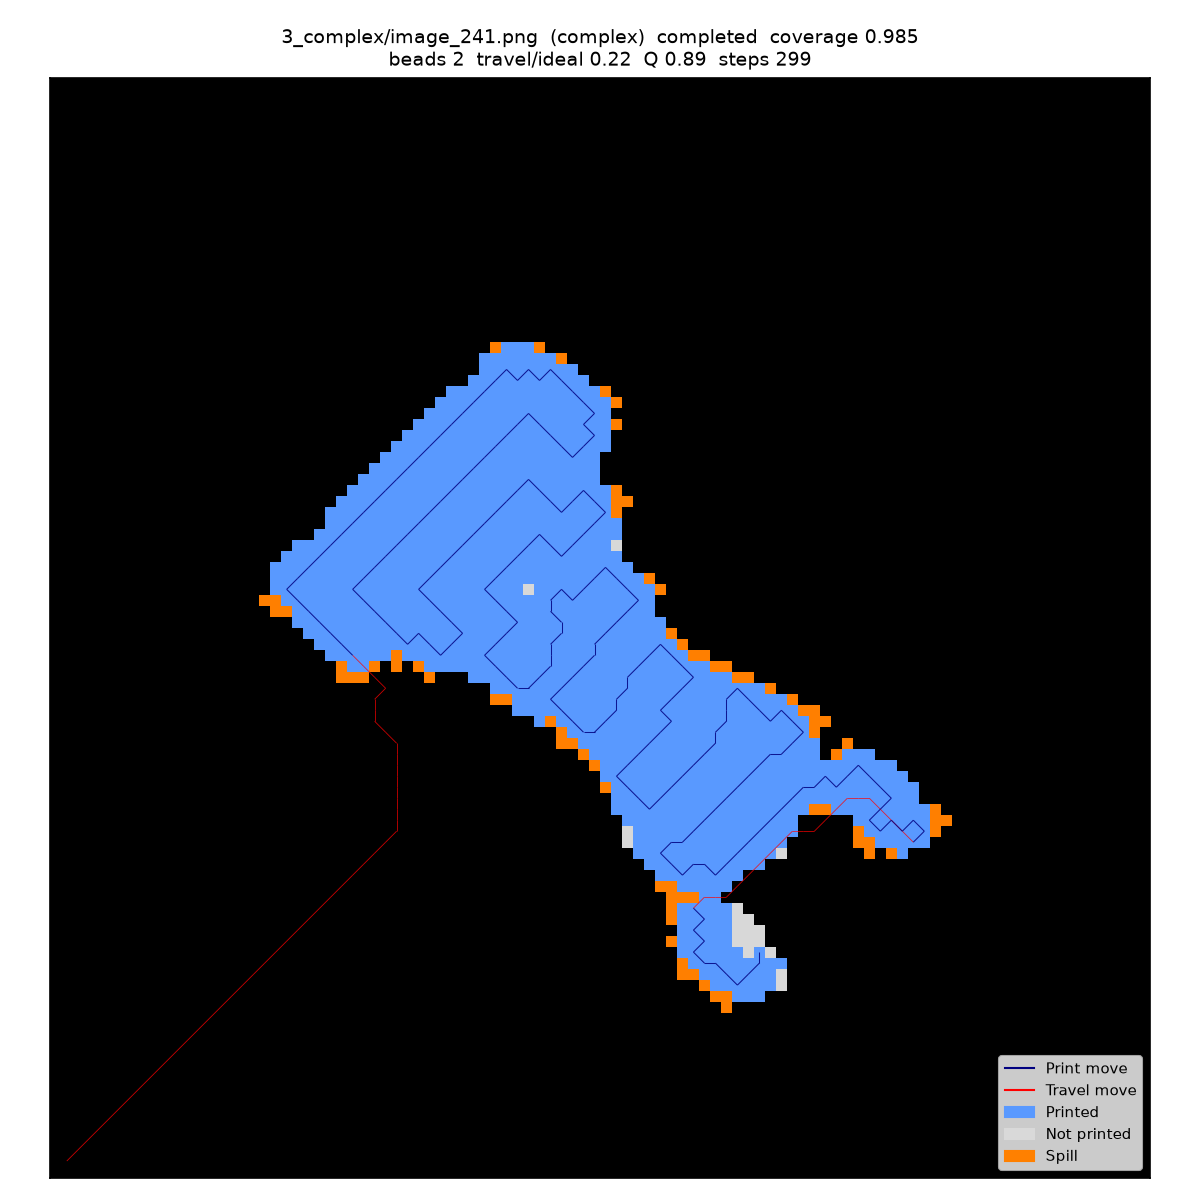 3_complex/image_241.png  (complex)  completed  coverage 0.985
beads 2  travel/ideal 0.22  Q 0.89  steps 299
Print move
Travel move
Printed
Not printed
Spill